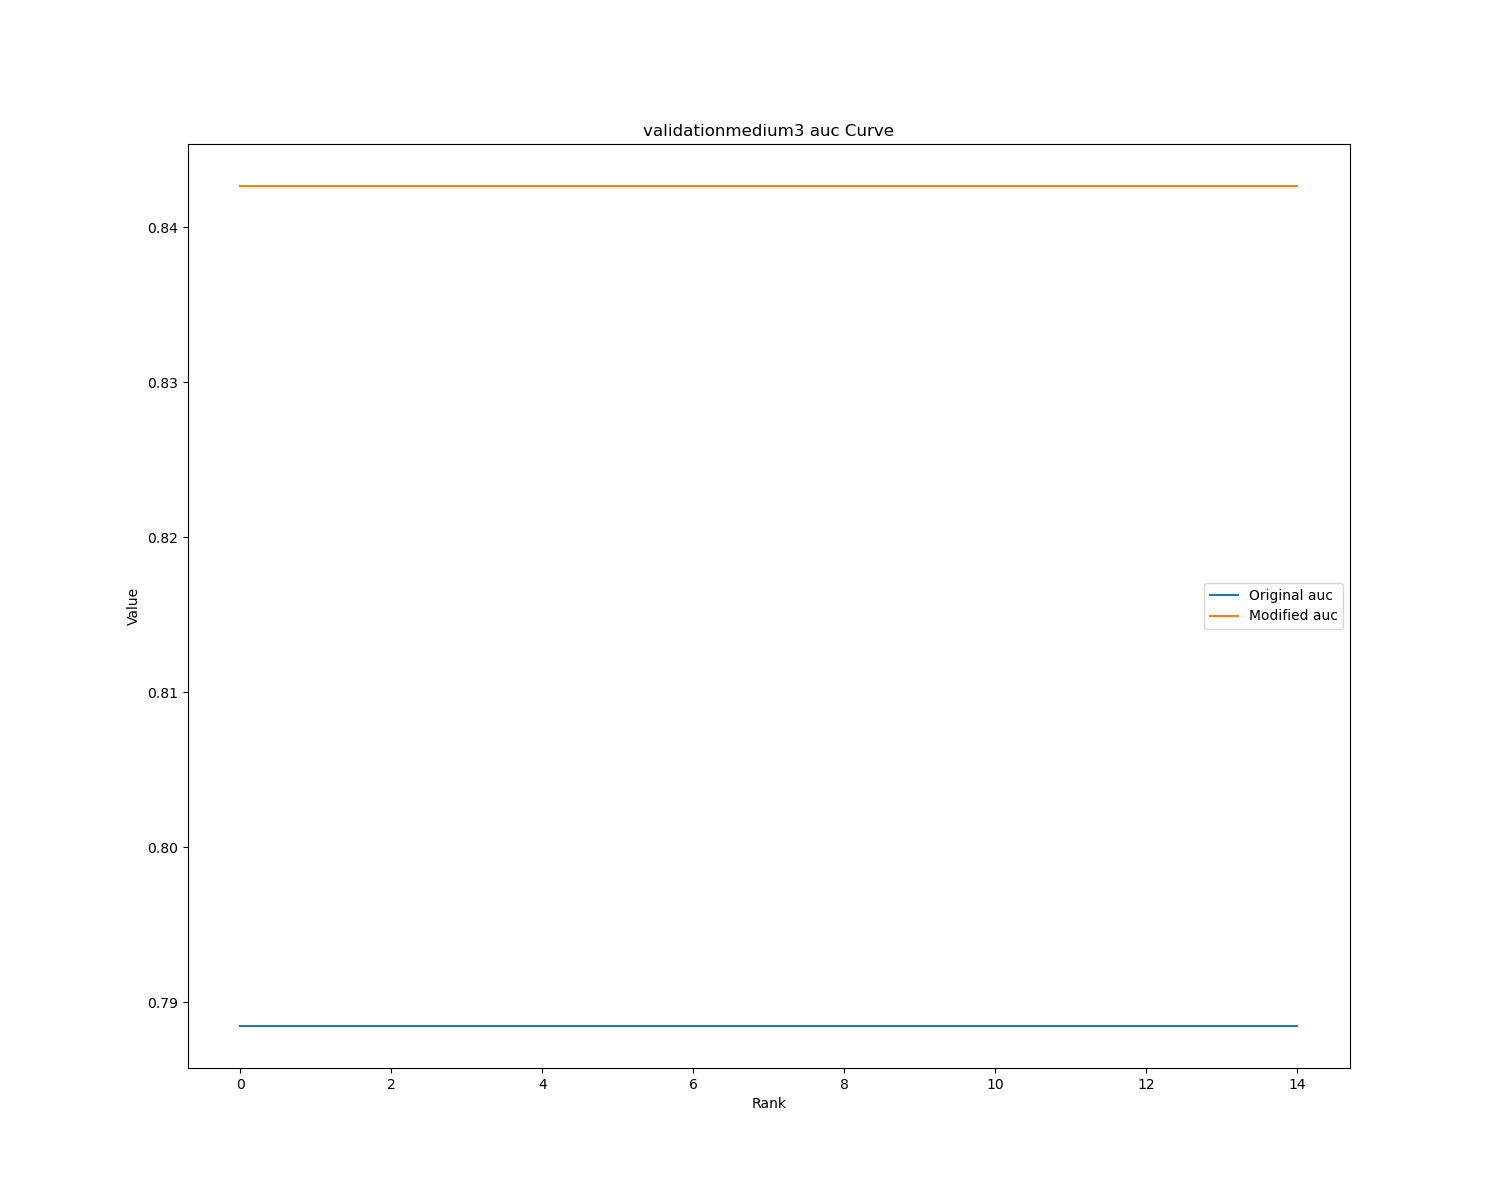 validationmedium3 auc Curve
0.84
0.83
0.82
0.81
0.80
0.79
Value
Original auc
Modified auc
0 2 4 6 8 10 12 14
Rank